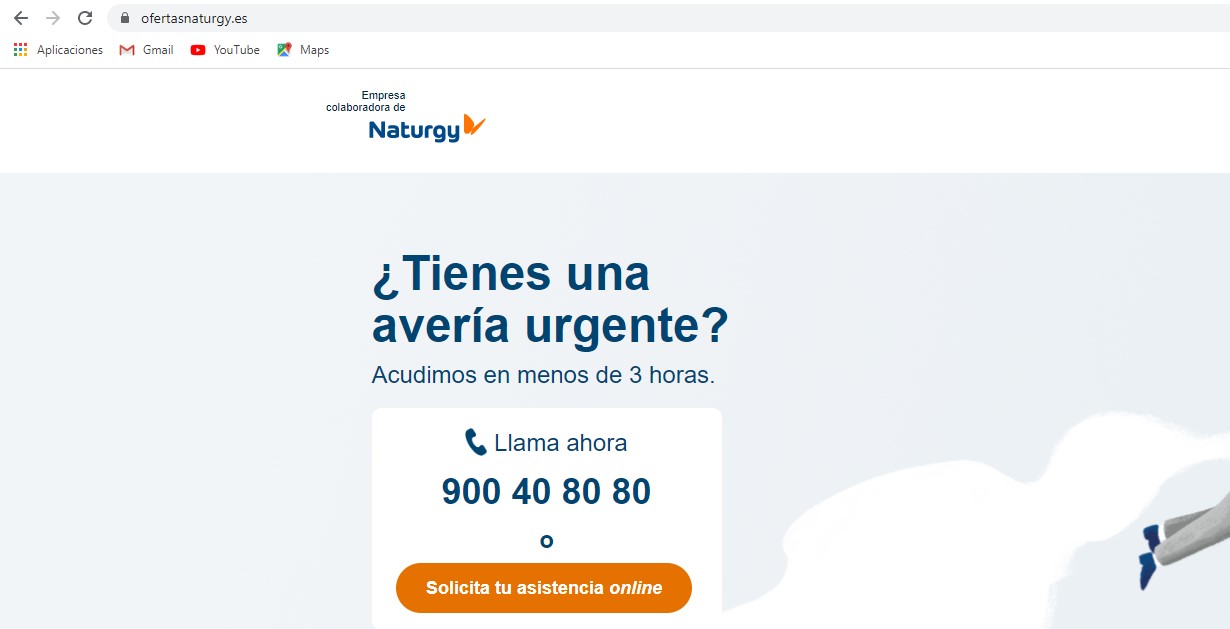 ofertasnaturgy.es
Aplicaciones Gmail YouTube Maps
Empresa
colaboradora de
Naturgy
¿Tienes una
avería urgente?
Acudimos en menos de 3 horas.
Llama ahora
900 40 80 80
o
Solicita tu asistencia online